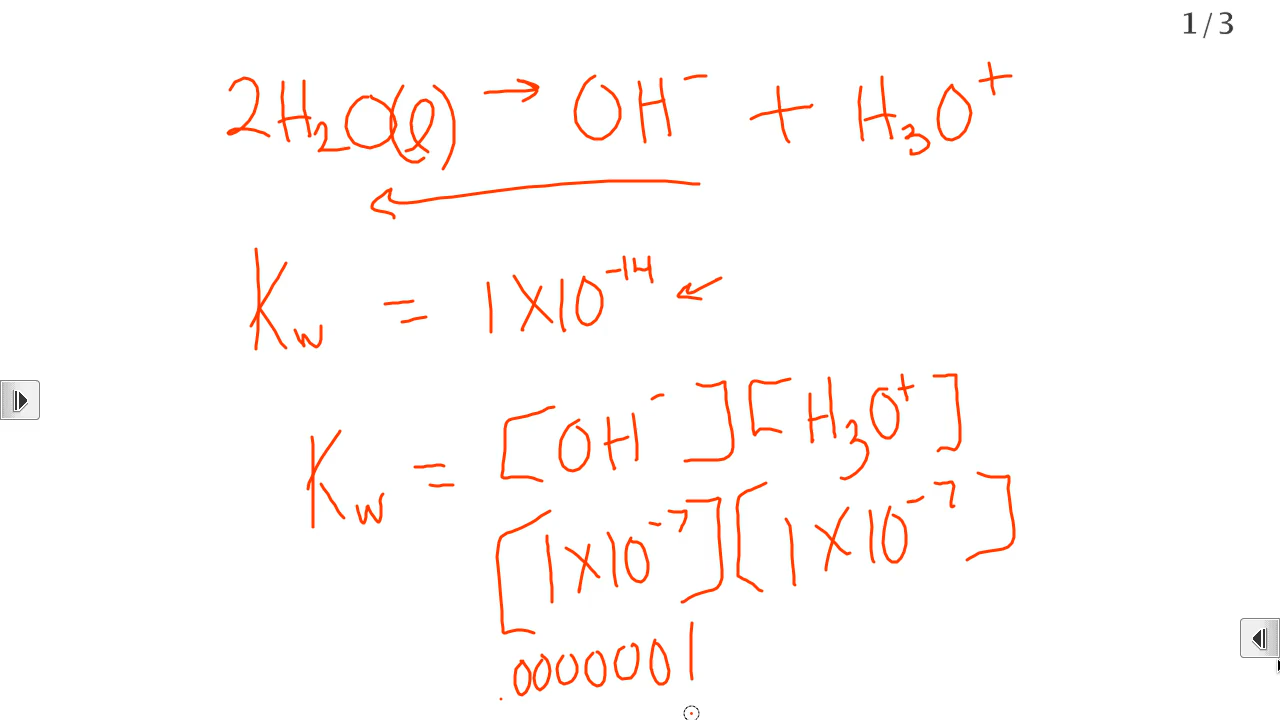 1/3
2H₂O(l) → OH⁻ + H₃O⁺
←
Kw = 1X10⁻¹⁴ ←
Kw = [OH⁻][H₃O⁺]
[1X10⁻⁷][1X10⁻⁷]
.0000001